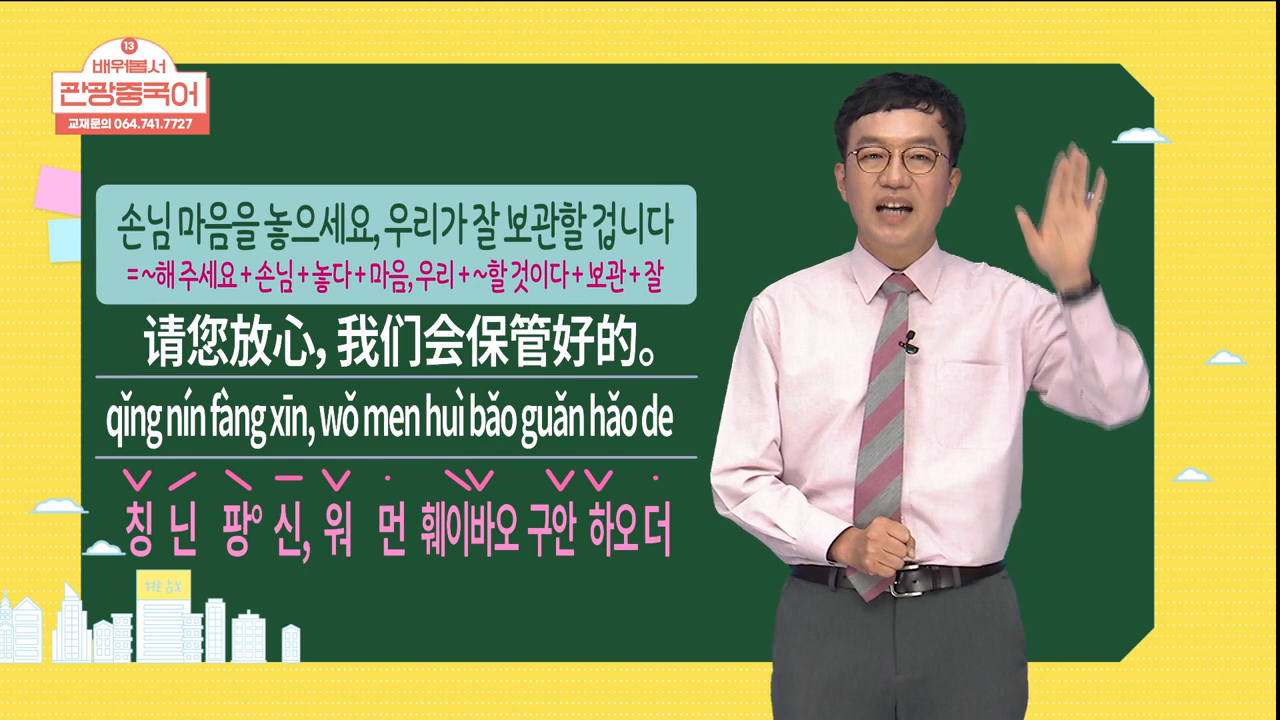 13
배워봅서
관광중국어
교재문의 064.741.7727
손님 마음을 놓으세요, 우리가 잘 보관할 겁니다
= ~해 주세요 + 손님 + 놓다 + 마음, 우리 + ~할 것이다 + 보관 + 잘
请您放心，我们会保管好的。
qǐng nín fàng xīn, wǒ men huì bǎo guǎn hǎo de
칭 닌 팡° 신, 워 먼 훼이바오 구안 하오 더